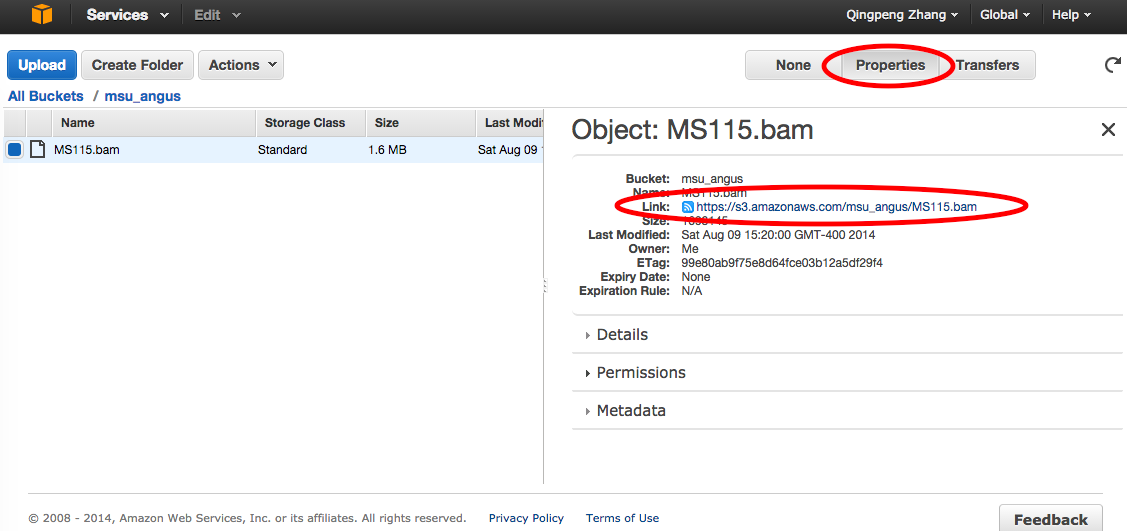 Services Edit Qingpeng Zhang Global Help
Upload Create Folder Actions None Properties Transfers
All Buckets / msu_angus
Name Storage Class Size Last Modi
MS115.bam Standard 1.6 MB Sat Aug 09
Object: MS115.bam
Bucket: msu_angus
Name: MS115.bam
Link: https://s3.amazonaws.com/msu_angus/MS115.bam
Size:
Last Modified: Sat Aug 09 15:20:00 GMT-400 2014
Owner: Me
ETag: 99e80ab9f75e8d64fce03b12a5df29f4
Expiry Date: None
Expiration Rule: N/A
Details
Permissions
Metadata
© 2008 - 2014, Amazon Web Services, Inc. or its affiliates. All rights reserved. Privacy Policy Terms of Use
Feedback